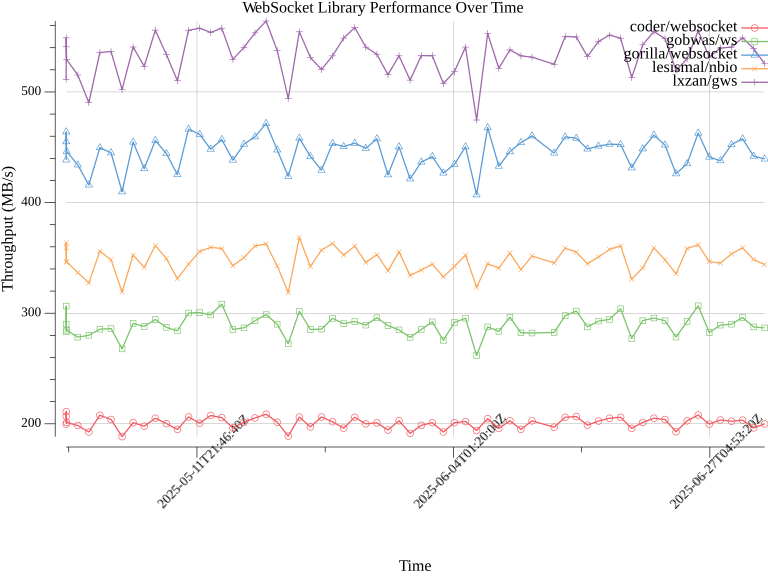 WebSocket Library Performance Over Time
coder/websocket
gobwas/ws
gorilla/websocket
lesismal/nbio
lxzan/gws
Throughput (MB/s)
500
400
300
200
2025-05-11T21:46:40Z
2025-06-04T01:20:00Z
2025-06-27T04:53:20Z
Time